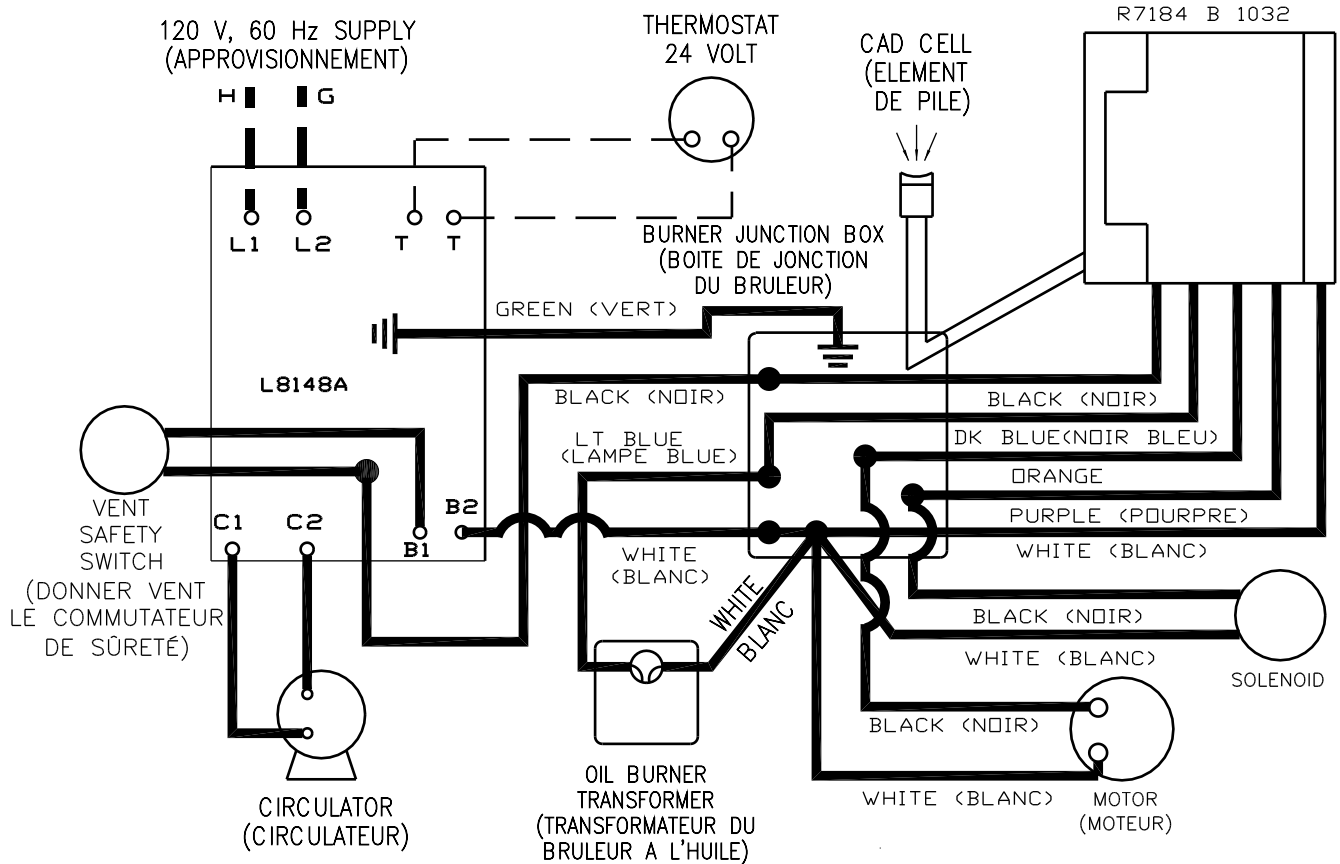 R7184 B 1032
120 V, 60 Hz SUPPLY
(APPROVISIONNEMENT)
H
G
THERMOSTAT
24 VOLT
CAD CELL
(ELEMENT
DE PILE)
L1
L2
T
T
BURNER JUNCTION BOX
(BOITE DE JONCTION
DU BRULEUR)
GREEN (VERT)
L8148A
BLACK (NOIR)
BLACK (NOIR)
LT BLUE
(LAMPE BLUE)
DK BLUE(NOIR BLEU)
ORANGE
PURPLE (POURPRE)
WHITE (BLANC)
VENT
SAFETY
SWITCH
(DONNER VENT
LE COMMUTATEUR
DE SÛRETÉ)
C1
C2
B1
B2
WHITE
(BLANC)
WHITE
BLANC
BLACK (NOIR)
WHITE (BLANC)
SOLENOID
BLACK (NOIR)
WHITE (BLANC)
MOTOR
(MOTEUR)
CIRCULATOR
(CIRCULATEUR)
OIL BURNER
TRANSFORMER
(TRANSFORMATEUR DU
BRULEUR A L'HUILE)